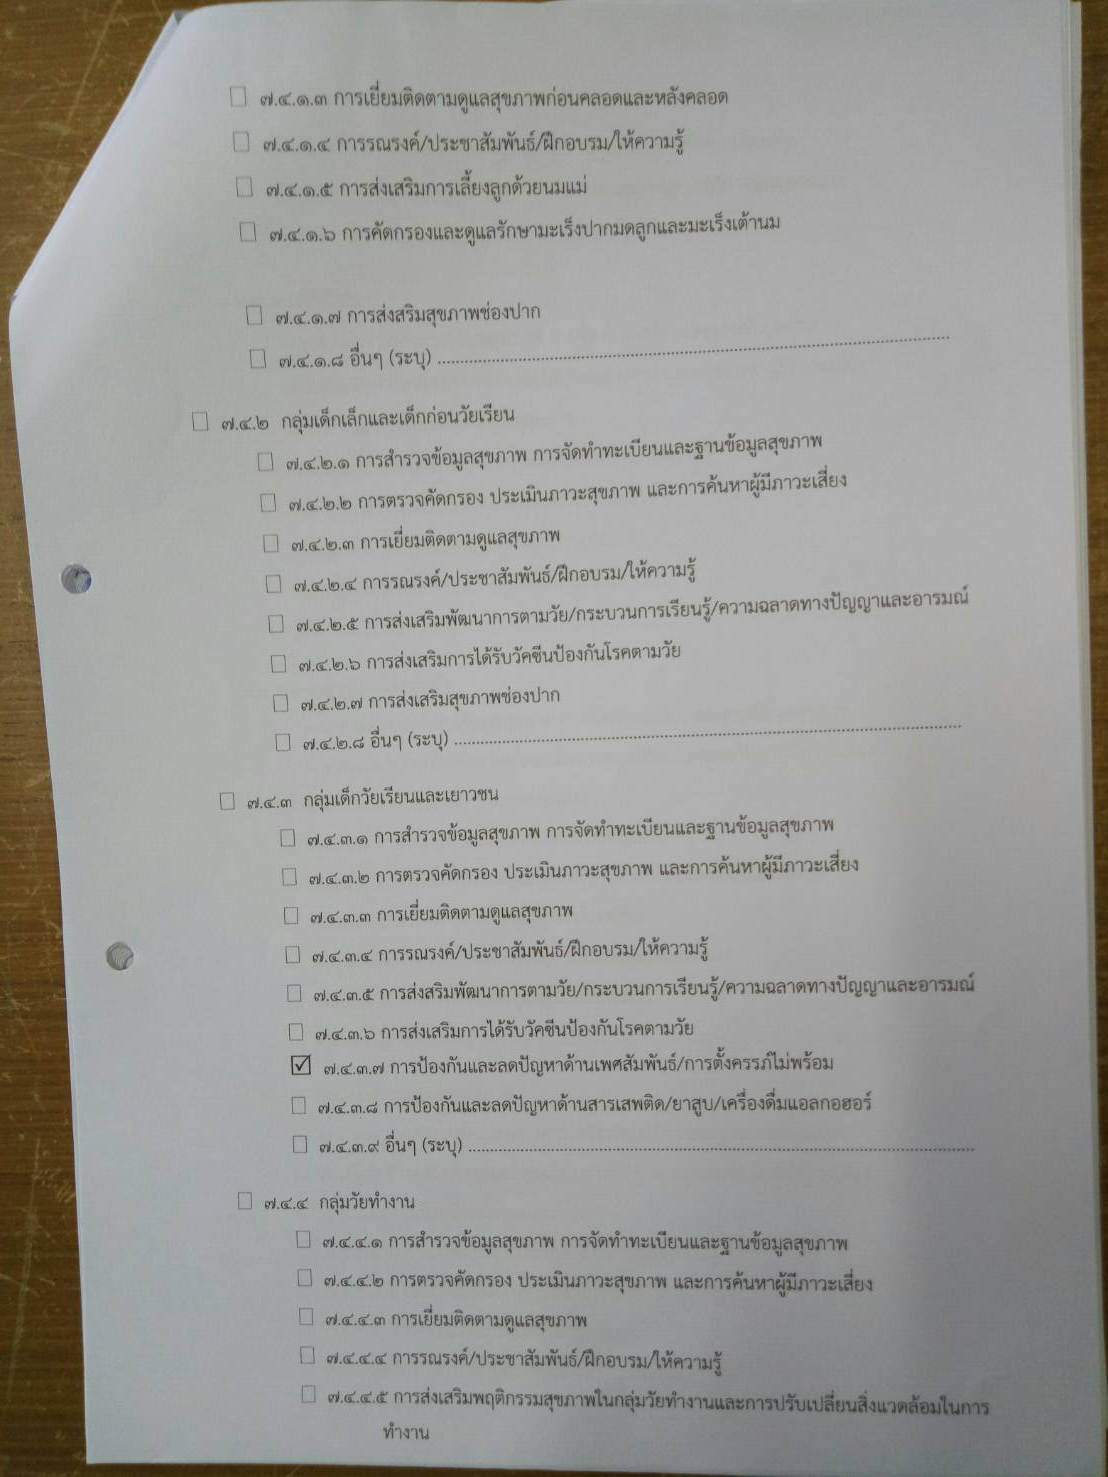 ☐ ๗.๔.๑.๓ การเยี่ยมติดตามดูแลสุขภาพก่อนคลอดและหลังคลอด
☐ ๗.๔.๑.๔ การรณรงค์/ประชาสัมพันธ์/ฝึกอบรม/ให้ความรู้
☐ ๗.๔.๑.๕ การส่งเสริมการเลี้ยงลูกด้วยนมแม่
☐ ๗.๔.๑.๖ การคัดกรองและดูแลรักษามะเร็งปากมดลูกและมะเร็งเต้านม
☐ ๗.๔.๑.๗ การส่งสริมสุขภาพช่องปาก
☐ ๗.๔.๑.๘ อื่นๆ (ระบุ) ........................................................................
☐ ๗.๔.๒ กลุ่มเด็กเล็กและเด็กก่อนวัยเรียน
☐ ๗.๔.๒.๑ การสำรวจข้อมูลสุขภาพ การจัดทำทะเบียนและฐานข้อมูลสุขภาพ
☐ ๗.๔.๒.๒ การตรวจคัดกรอง ประเมินภาวะสุขภาพ และการค้นหาผู้มีภาวะเสี่ยง
☐ ๗.๔.๒.๓ การเยี่ยมติดตามดูแลสุขภาพ
☐ ๗.๔.๒.๔ การรณรงค์/ประชาสัมพันธ์/ฝึกอบรม/ให้ความรู้
☐ ๗.๔.๒.๕ การส่งเสริมพัฒนาการตามวัย/กระบวนการเรียนรู้/ความฉลาดทางปัญญาและอารมณ์
☐ ๗.๔.๒.๖ การส่งเสริมการได้รับวัคซีนป้องกันโรคตามวัย
☐ ๗.๔.๒.๗ การส่งเสริมสุขภาพช่องปาก
☐ ๗.๔.๒.๘ อื่นๆ (ระบุ) ........................................................................
☐ ๗.๔.๓ กลุ่มเด็กวัยเรียนและเยาวชน
☐ ๗.๔.๓.๑ การสำรวจข้อมูลสุขภาพ การจัดทำทะเบียนและฐานข้อมูลสุขภาพ
☐ ๗.๔.๓.๒ การตรวจคัดกรอง ประเมินภาวะสุขภาพ และการค้นหาผู้มีภาวะเสี่ยง
☐ ๗.๔.๓.๓ การเยี่ยมติดตามดูแลสุขภาพ
☐ ๗.๔.๓.๔ การรณรงค์/ประชาสัมพันธ์/ฝึกอบรม/ให้ความรู้
☐ ๗.๔.๓.๕ การส่งสริมพัฒนาการตามวัย/กระบวนการเรียนรู้/ความฉลาดทางปัญญาและอารมณ์
☐ ๗.๔.๓.๖ การส่งเสริมการได้รับวัคซีนป้องกันโรคตามวัย
☑ ๗.๔.๓.๗ การป้องกันและลดปัญหาด้านเพศสัมพันธ์/การตั้งครรภ์ไม่พร้อม
☐ ๗.๔.๓.๘ การป้องกันและลดปัญหาด้านสารเสพติด/ยาสูบ/เครื่องดื่มแอลกอฮอร์
☐ ๗.๔.๓.๙ อื่นๆ (ระบุ) ........................................................................
☐ ๗.๔.๔ กลุ่มวัยทำงาน
☐ ๗.๔.๔.๑ การสำรวจข้อมูลสุขภาพ การจัดทำทะเบียนและฐานข้อมูลสุขภาพ
☐ ๗.๔.๔.๒ การตรวจคัดกรอง ประเมินภาวะสุขภาพ และการค้นหาผู้มีภาวะเสี่ยง
☐ ๗.๔.๔.๓ การเยี่ยมติดตามดูแลสุขภาพ
☐ ๗.๔.๔.๔ การรณรงค์/ประชาสัมพันธ์/ฝึกอบรม/ให้ความรู้
☐ ๗.๔.๔.๕ การส่งเสริมพฤติกรรมสุขภาพในกลุ่มวัยทำงานและการปรับเปลี่ยนสิ่งแวดล้อมในการ
ทำงาน